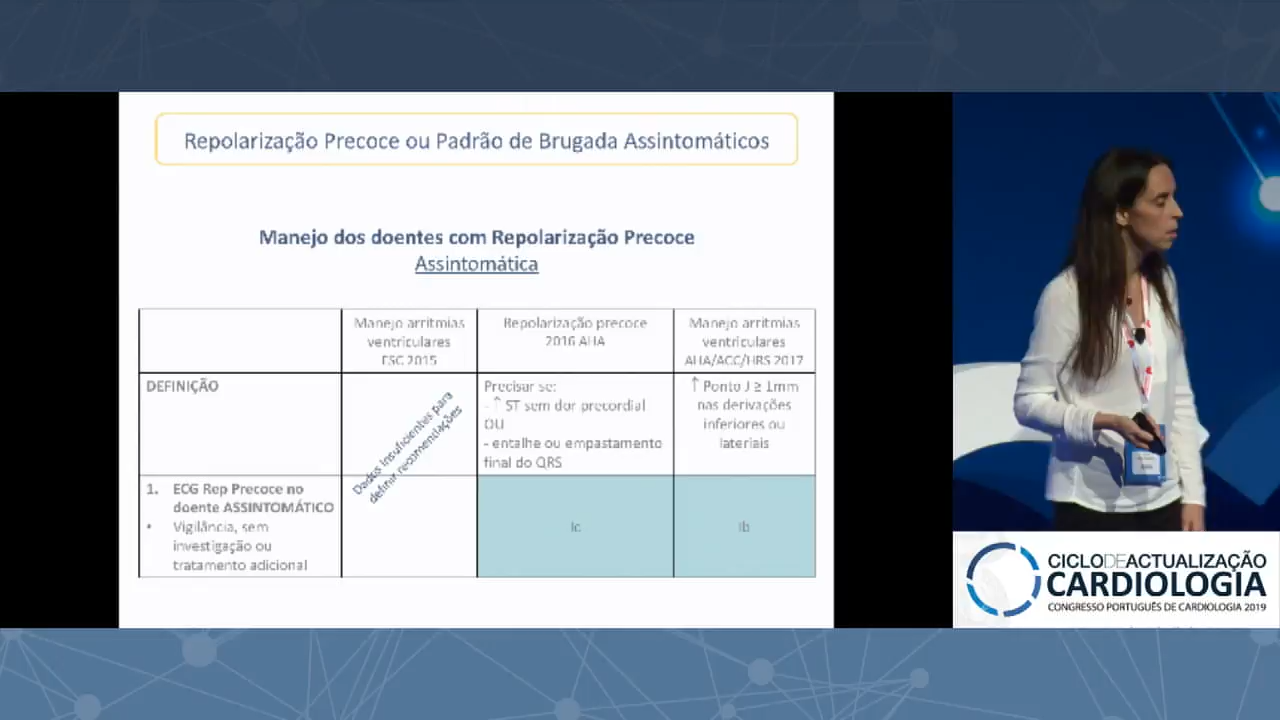 Repolarização Precoce ou Padrão de Brugada Assintomáticos
Manejo dos doentes com Repolarização Precoce
Assintomática
Manejo arritmias
ventriculares
ESC 2015
Repolarização precoce
2016 AHA
Manejo arritmias
ventriculares
AHA/ACC/HRS 2017
DEFINIÇÃO
Dados insuficientes para
definir recomendações
Precisar se:
- ↑ ST sem dor precordial
OU
- entalhe ou empastamento
final do QRS
↑ Ponto J ≥ 1mm
nas derivações
inferiores ou
lateriais
1. ECG Rep Precoce no
doente ASSINTOMÁTICO
• Vigilância, sem
investigação ou
tratamento adicional
Ic
Ib
CICLODEACTUALIZAÇÃO
CARDIOLOGIA
CONGRESSO PORTUGUÊS DE CARDIOLOGIA 2019